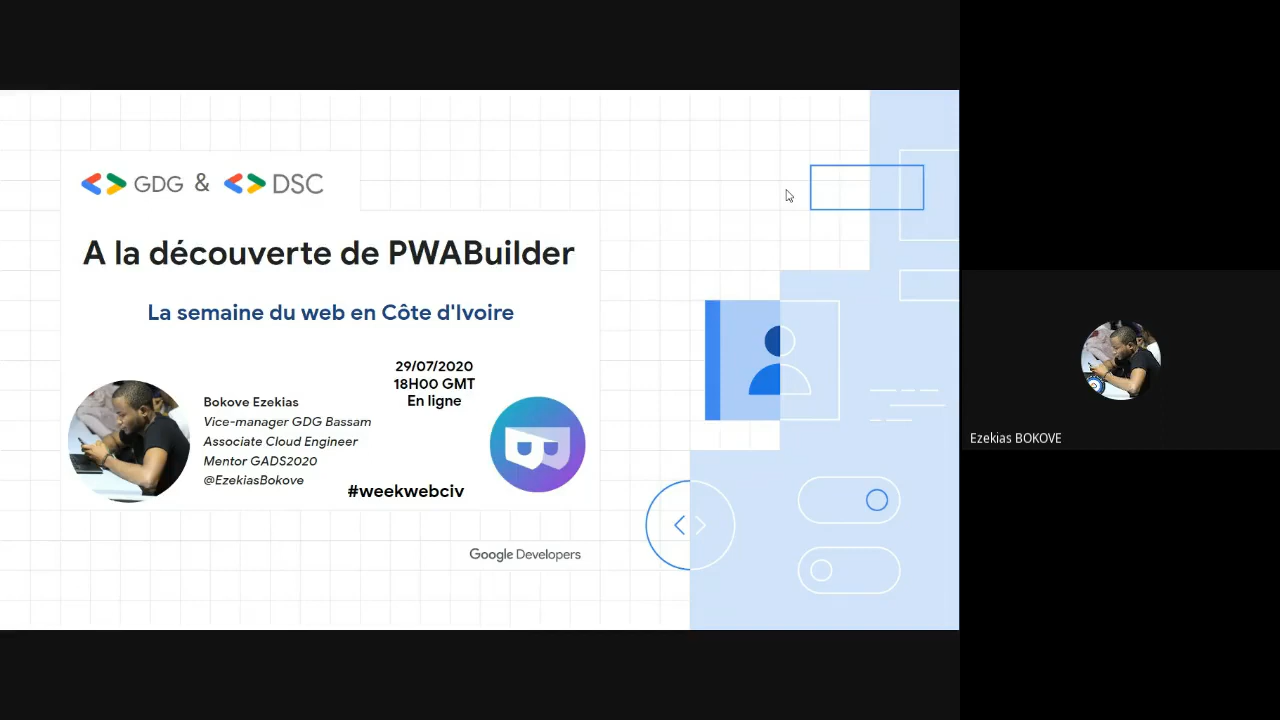 GDG & DSC
A la découverte de PWABuilder
La semaine du web en Côte d'Ivoire
29/07/2020
18H00 GMT
En ligne
Bokove Ezekias
Vice-manager GDG Bassam
Associate Cloud Engineer
Mentor GADS2020
@EzekiasBokove
#weekwebciv
Google Developers
Ezekias BOKOVE